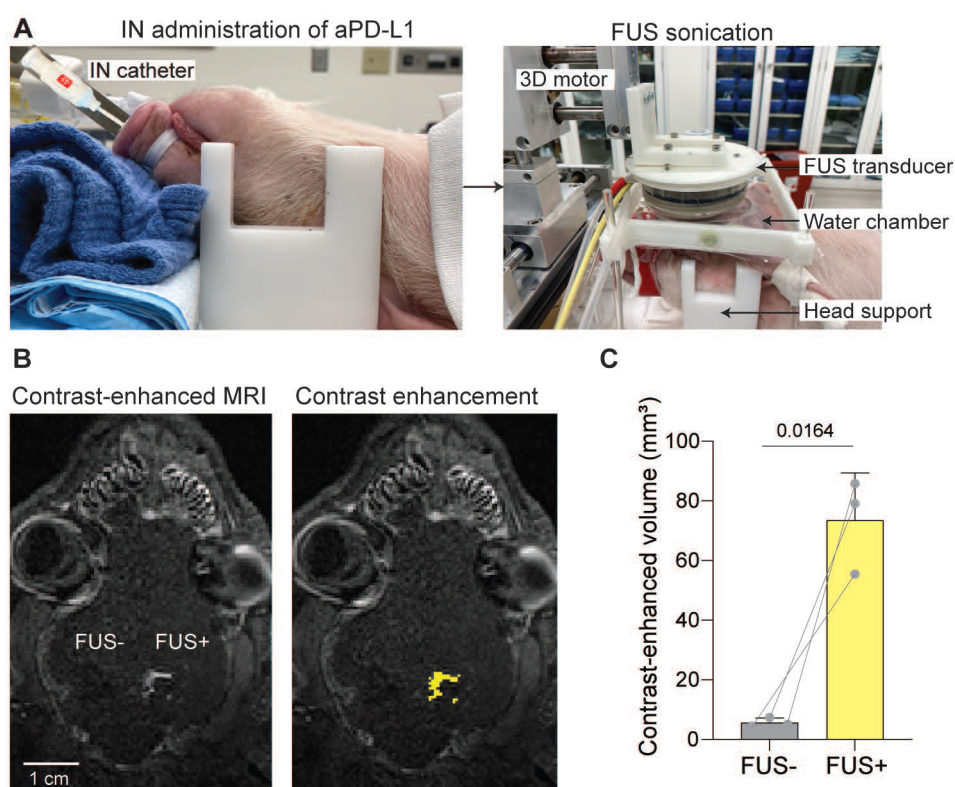 A
IN administration of aPD-L1
FUS sonication
IN catheter
3D motor
FUS transducer
Water chamber
Head support
B
Contrast-enhanced MRI
Contrast enhancement
FUS-
FUS+
1 cm
C
Contrast-enhanced volume (mm³)
0.0164
100
80
60
40
20
0
FUS-
FUS+